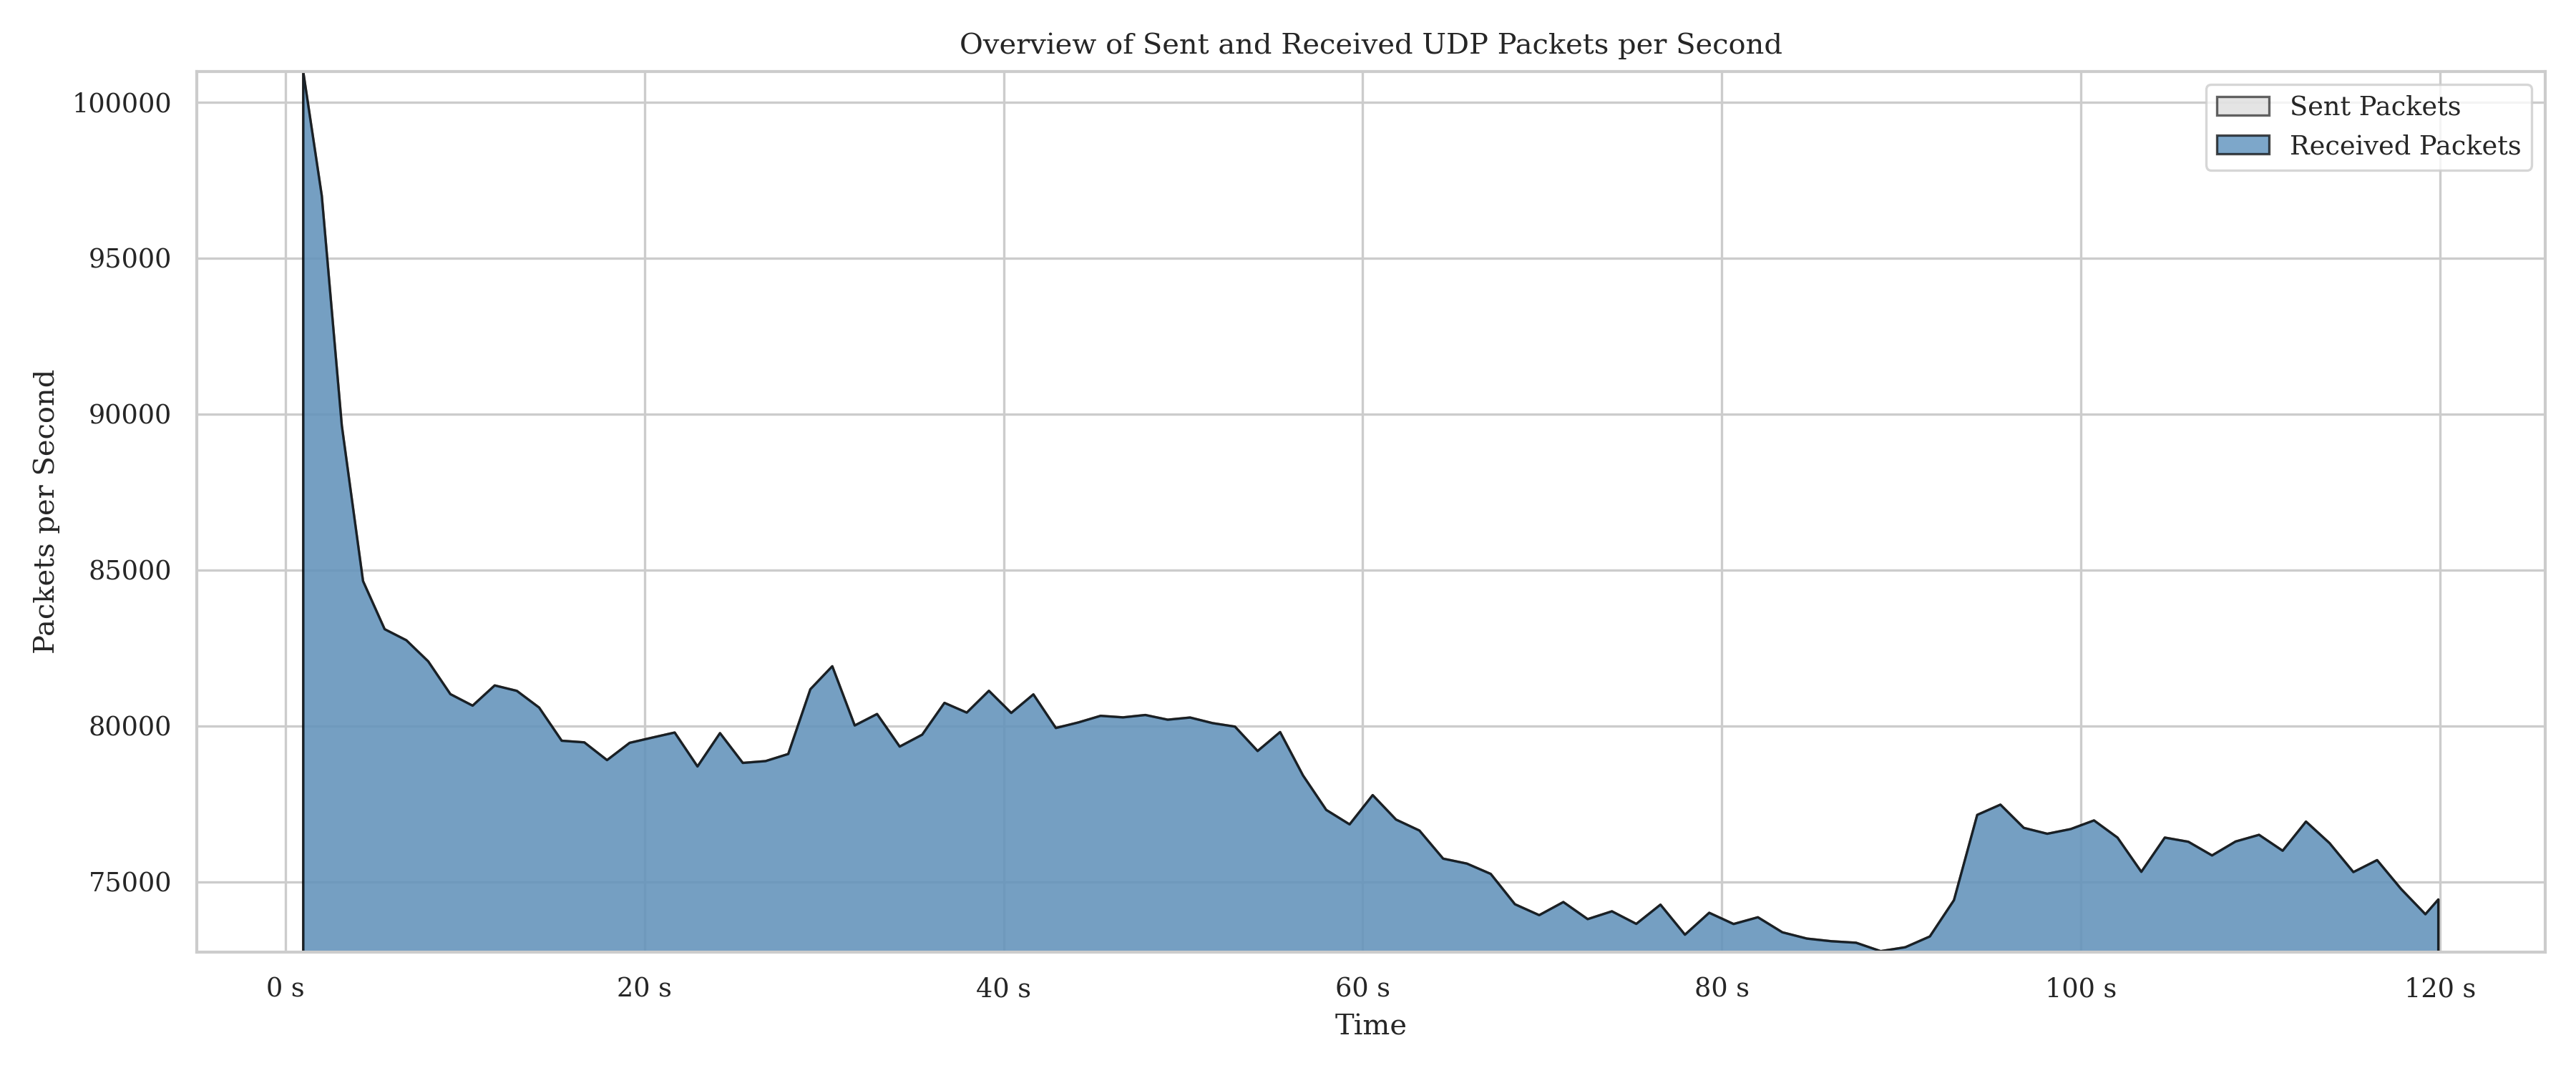 Overview of Sent and Received UDP Packets per Second
Sent Packets
Received Packets
Packets per Second
100000
95000
90000
85000
80000
75000
0 s
20 s
40 s
60 s
80 s
100 s
120 s
Time